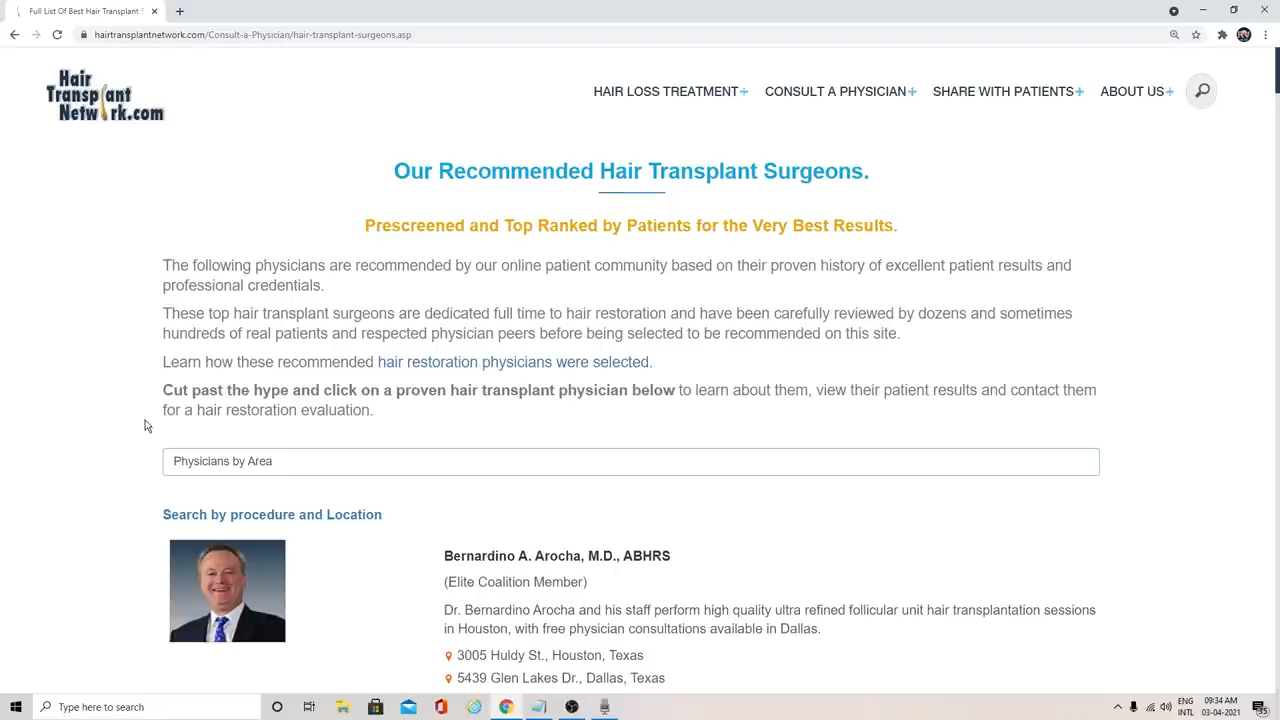 Full List Of Best Hair Transplant S
hairtransplantnetwork.com/Consult-a-Physician/hair-transplant-surgeons.asp
Hair
Transplant
Netw rk.com
HAIR LOSS TREATMENT+ CONSULT A PHYSICIAN+ SHARE WITH PATIENTS+ ABOUT US+
Our Recommended Hair Transplant Surgeons.
Prescreened and Top Ranked by Patients for the Very Best Results.
The following physicians are recommended by our online patient community based on their proven history of excellent patient results and
professional credentials.
These top hair transplant surgeons are dedicated full time to hair restoration and have been carefully reviewed by dozens and sometimes
hundreds of real patients and respected physician peers before being selected to be recommended on this site.
Learn how these recommended hair restoration physicians were selected.
Cut past the hype and click on a proven hair transplant physician below to learn about them, view their patient results and contact them
for a hair restoration evaluation.
Physicians by Area
Search by procedure and Location
Bernardino A. Arocha, M.D., ABHRS
(Elite Coalition Member)
Dr. Bernardino Arocha and his staff perform high quality ultra refined follicular unit hair transplantation sessions
in Houston, with free physician consultations available in Dallas.
3005 Huldy St., Houston, Texas
5439 Glen Lakes Dr., Dallas, Texas
Type here to search
ENG 09:34 AM
INTL 03-04-2021 35